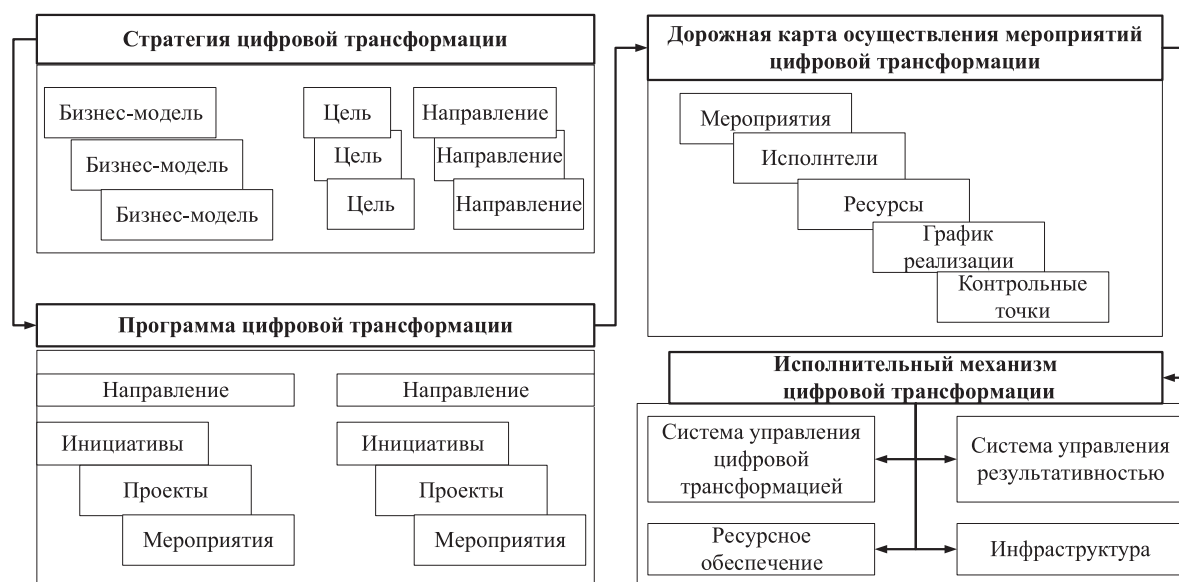 Стратегия цифровой трансформации
Бизнес-модель
Бизнес-модель
Бизнес-модель
Цель
Цель
Цель
Направление
Направление
Направление
Программа цифровой трансформации
Направление
Инициативы
Проекты
Мероприятия
Направление
Инициативы
Проекты
Мероприятия
Дорожная карта осуществления мероприятий
цифровой трансформации
Мероприятия
Исполнтели
Ресурсы
График
реализации
Контрольные
точки
Исполнительный механизм
цифровой трансформации
Система управления
цифровой
трансформацией
Система управления
результативностью
Ресурсное
обеспечение
Инфраструктура